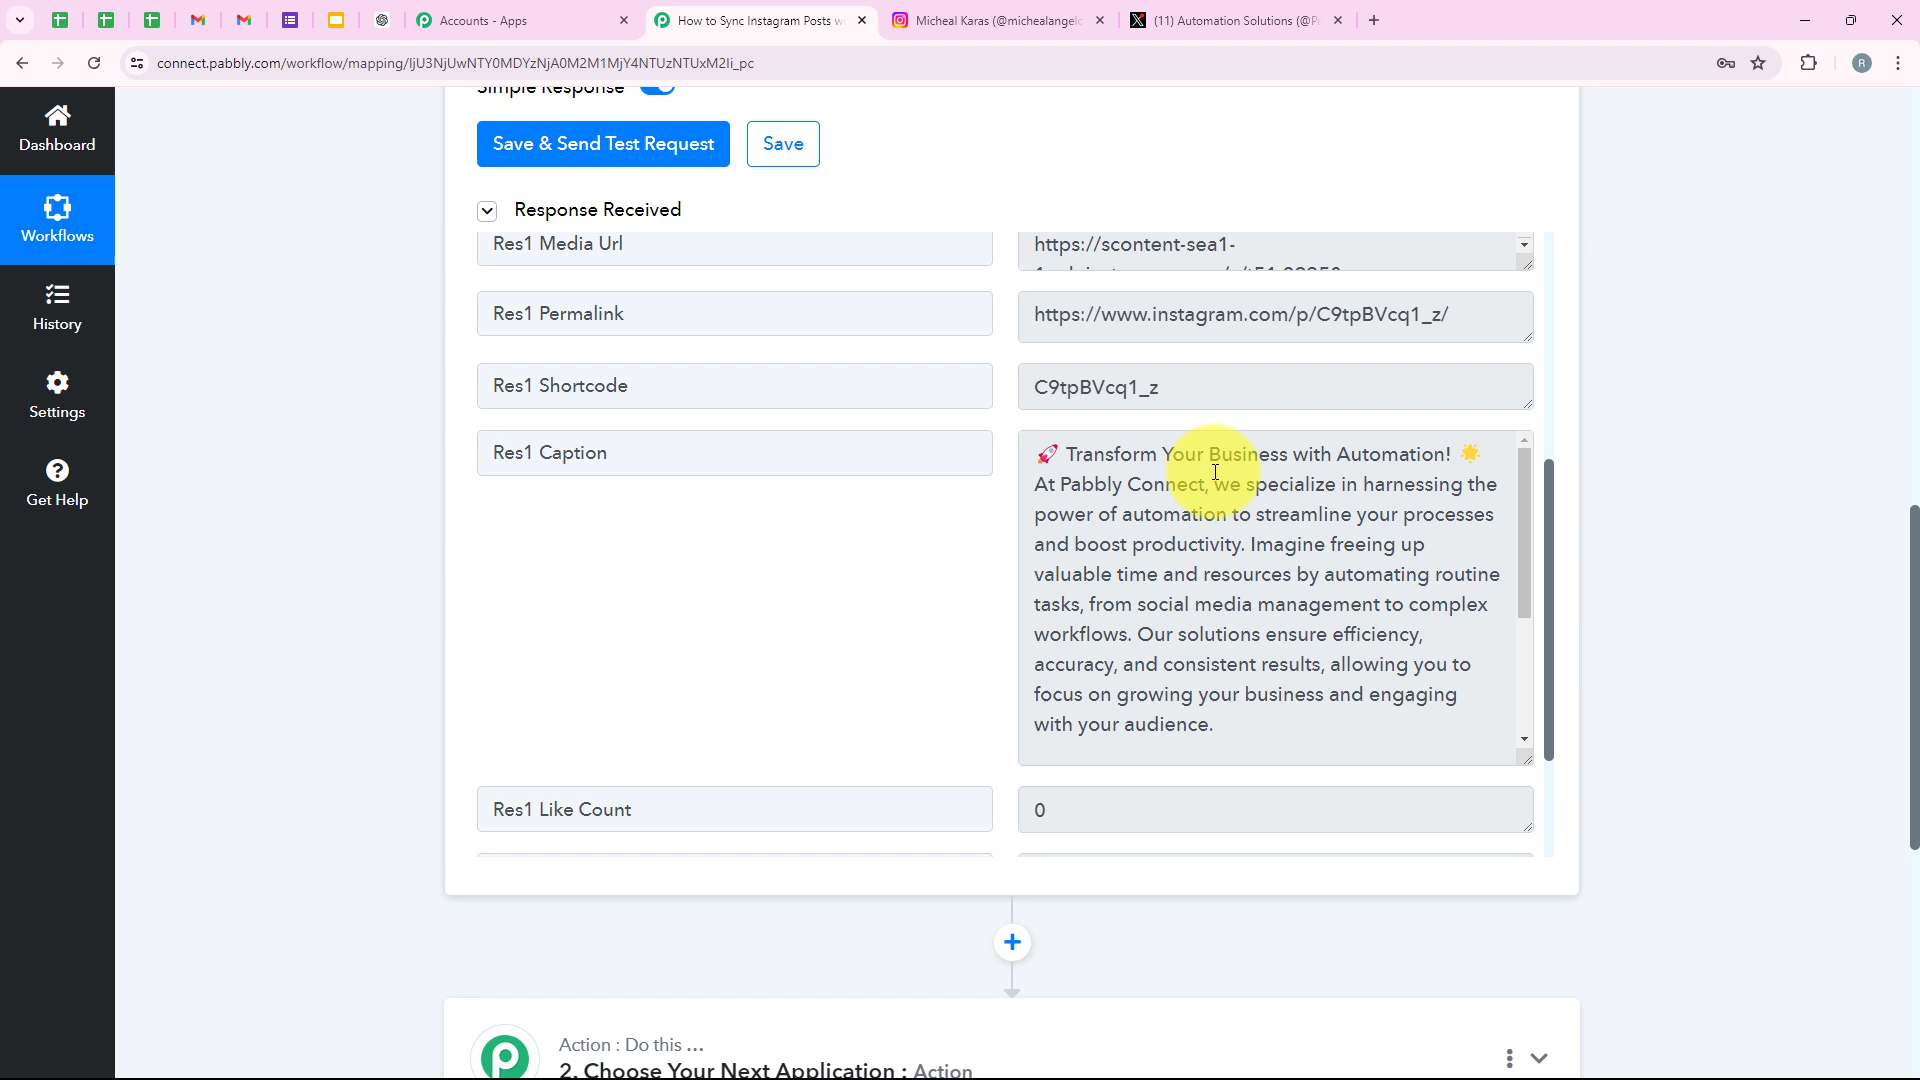 Accounts - Apps
How to Sync Instagram Posts wi
Micheal Karas (@michealangelo
(11) Automation Solutions (@Pa
connect.pabbly.com/workflow/mapping/IjU3NjUwNTY0MDYzNjA0M2M1MjY4NTUzNTUxM2Ii_pc
R
Dashboard
Workflows
History
Settings
Get Help
Simple Response
Save & Send Test Request
Save
Response Received
Res1 Media Url
https://scontent-sea1-
Res1 Permalink
https://www.instagram.com/p/C9tpBVcq1_z/
Res1 Shortcode
C9tpBVcq1_z
Res1 Caption
🚀 Transform Your Business with Automation! 🌟
At Pabbly Connect, we specialize in harnessing the
power of automation to streamline your processes
and boost productivity. Imagine freeing up
valuable time and resources by automating routine
tasks, from social media management to complex
workflows. Our solutions ensure efficiency,
accuracy, and consistent results, allowing you to
focus on growing your business and engaging
with your audience.
Res1 Like Count
0
Action : Do this ...
2. Choose Your Next Application : Action